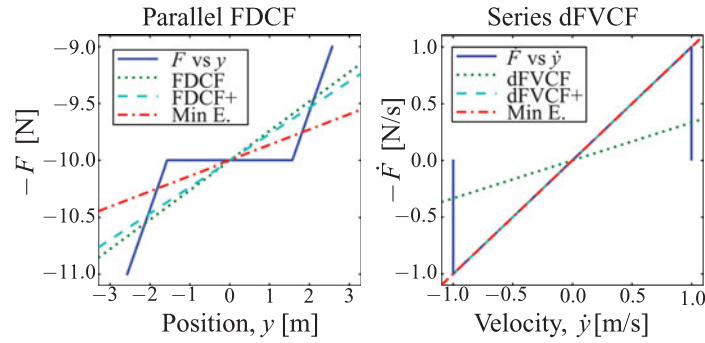 Parallel FDCF
−9.0
−9.5
−10.0
−10.5
−11.0
−F [N]
F vs y
FDCF
FDCF+
Min E.
−3 −2 −1 0 1 2 3
Position, y [m]
Series dFVCF
1.0
0.5
0.0
−0.5
−1.0
−Ḟ [N/s]
Ḟ vs ẏ
dFVCF
dFVCF+
Min E.
−1.0 −0.5 0.0 0.5 1.0
Velocity, ẏ [m/s]